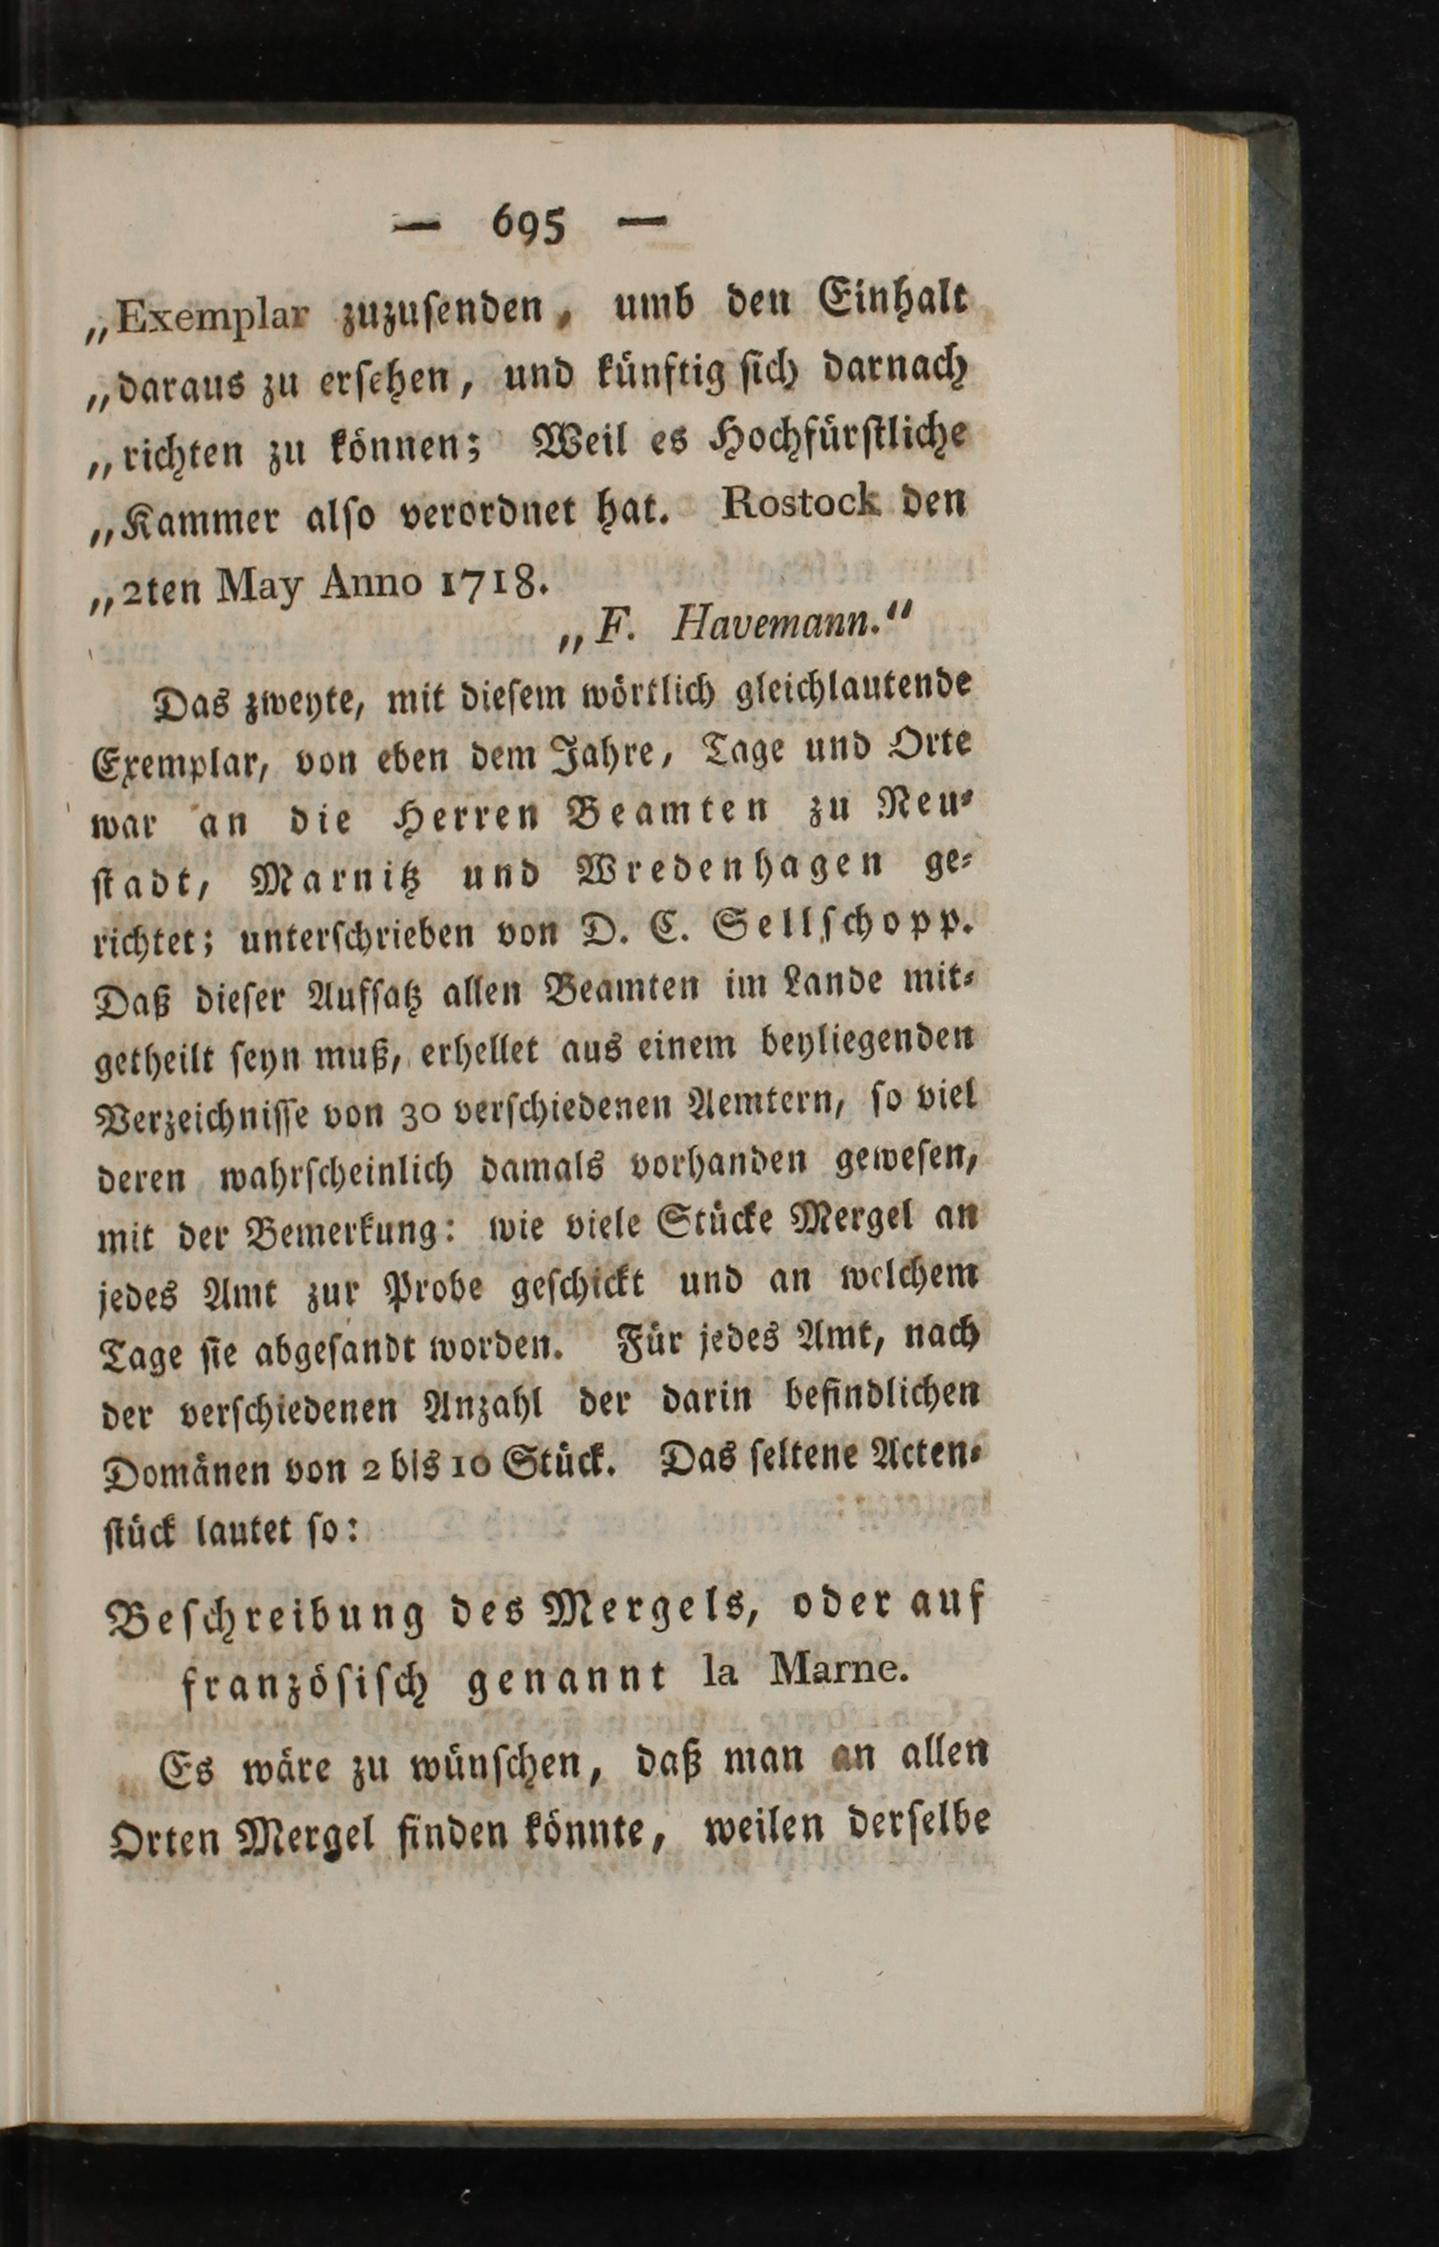 — 695 —
„Exemplar zuzuſenden, umb den Einhalt
„daraus zu erſehen, und künftig ſich darnach
„richten zu können; Weil es Hochfürſtliche
„Kammer alſo verordnet hat. Rostock den
„2ten May Anno 1718.
„F. Havemann.“
Das zweyte, mit dieſem wörtlich gleichlautende
Exemplar, von eben dem Jahre, Tage und Orte
war an die Herren Beamten zu Neu-
ſtadt, Marnitz und Wredenhagen ge-
richtet; unterſchrieben von D. C. Sellſchopp.
Daß dieſer Aufſatz allen Beamten im Lande mit-
getheilt ſeyn muß, erhellet aus einem beyliegenden
Verzeichniſſe von 30 verſchiedenen Aemtern, ſo viel
deren wahrſcheinlich damals vorhanden geweſen,
mit der Bemerkung: wie viele Stücke Mergel an
jedes Amt zur Probe geſchickt und an welchem
Tage ſie abgeſandt worden. Für jedes Amt, nach
der verſchiedenen Anzahl der darin befindlichen
Domänen von 2 bis 10 Stück. Das ſeltene Acten-
ſtück lautet ſo:
Beſchreibung des Mergels, oder auf
franzöſiſch genannt la Marne.
Es wäre zu wünſchen, daß man an allen
Orten Mergel finden könnte, weilen derſelbe